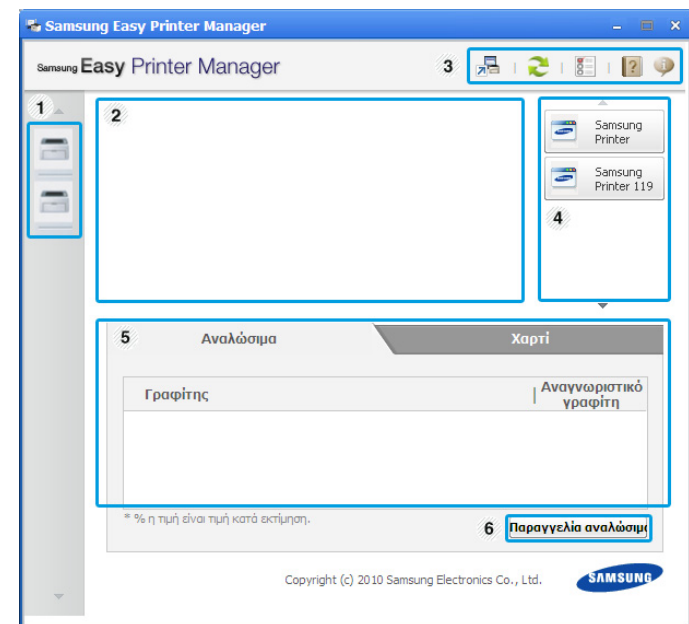 Samsung Easy Printer Manager
Samsung Easy Printer Manager
3
1
2
Samsung
Printer
Samsung
Printer 119
4
5
Αναλώσιμα
Χαρτί
Γραφίτης
Αναγνωριστικό
γραφίτη
* % η τιμή είναι τιμή κατά εκτίμηση.
6
Παραγγελία αναλώσιμ
Copyright (c) 2010 Samsung Electronics Co., Ltd.
SAMSUNG